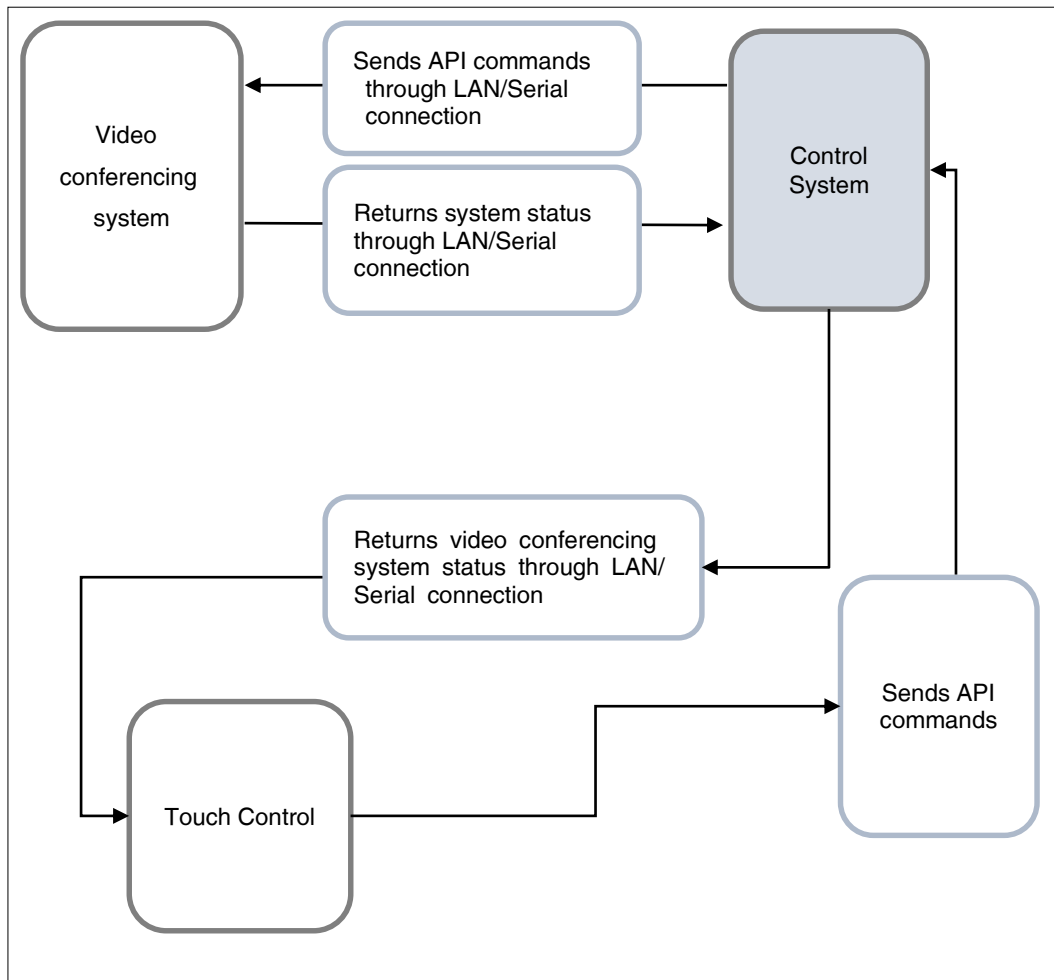 Video
conferencing
system
Sends API commands
through LAN/Serial
connection
Returns system status
through LAN/Serial
connection
Control
System
Returns video conferencing
system status through LAN/
Serial connection
Touch Control
Sends API
commands